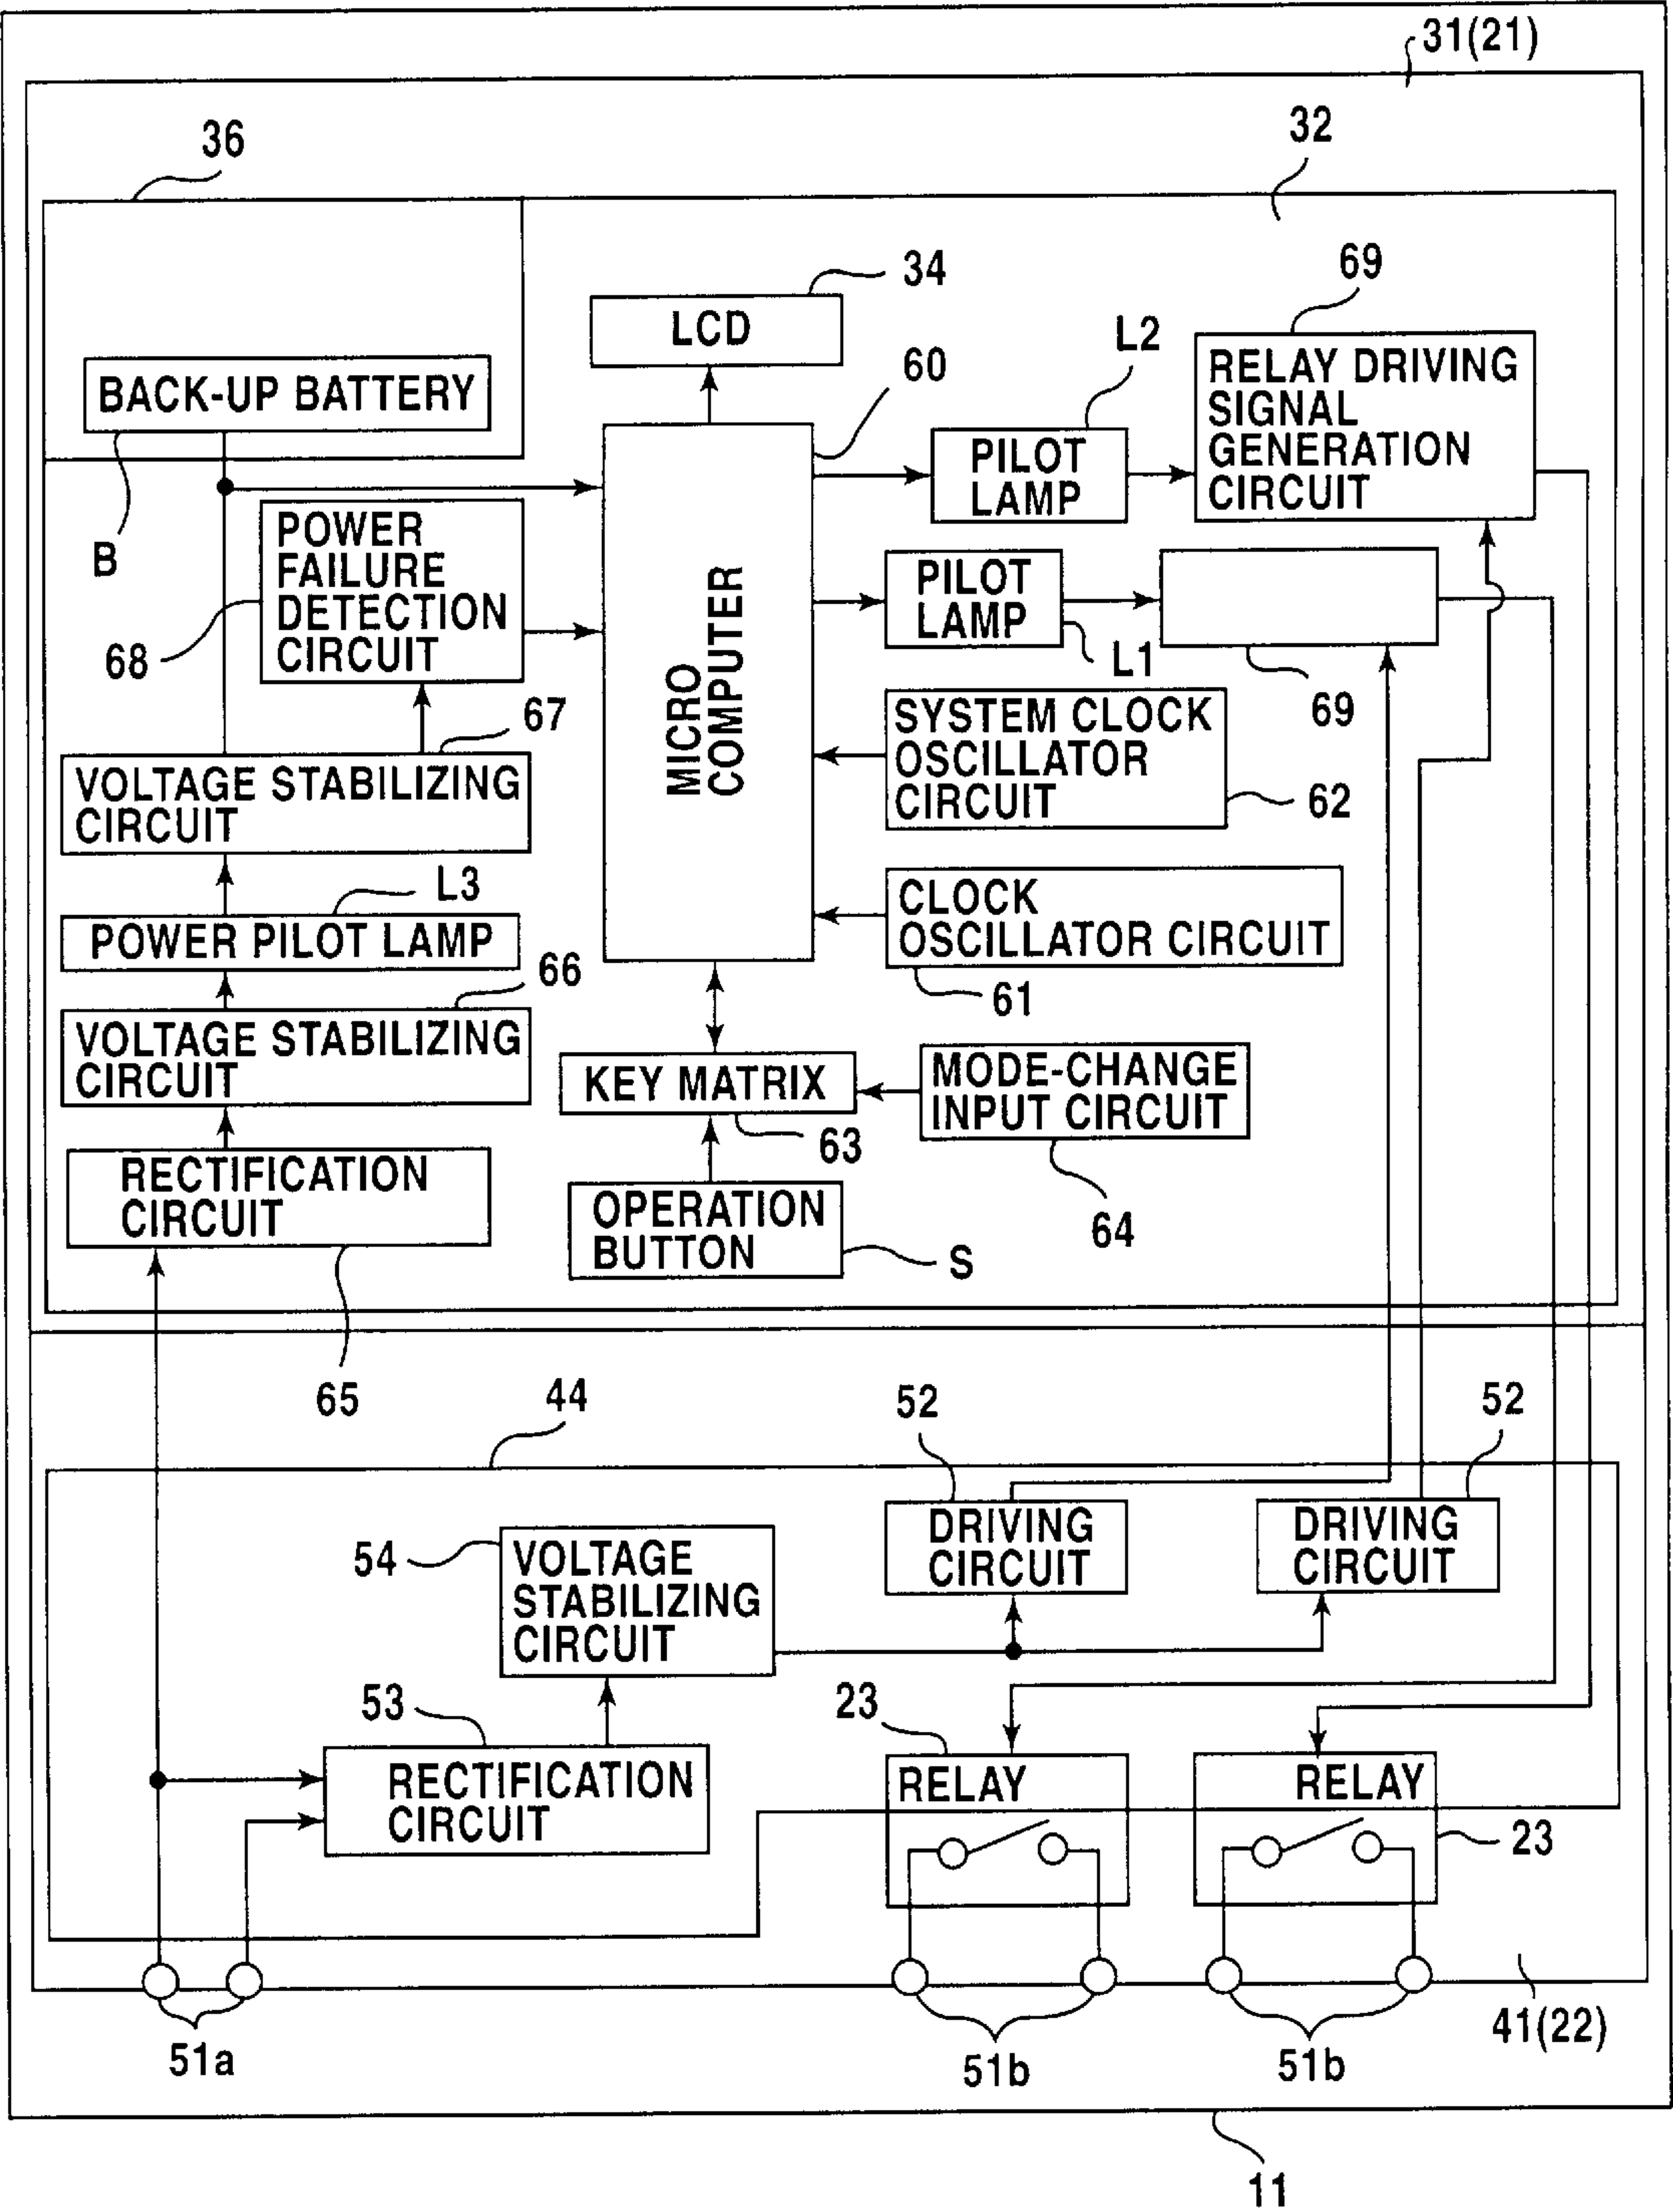 31(21)
36
32
34
69
LCD
L2
60
BACK-UP BATTERY
RELAY DRIVING
SIGNAL
GENERATION
CIRCUIT
PILOT
LAMP
B
POWER
FAILURE
DETECTION
CIRCUIT
68
MICRO
COMPUTER
PILOT
LAMP
L1
69
67
VOLTAGE STABILIZING
CIRCUIT
SYSTEM CLOCK
OSCILLATOR
CIRCUIT
62
L3
POWER PILOT LAMP
CLOCK
OSCILLATOR CIRCUIT
61
66
VOLTAGE STABILIZING
CIRCUIT
KEY MATRIX
63
MODE-CHANGE
INPUT CIRCUIT
64
RECTIFICATION
CIRCUIT
65
OPERATION
BUTTON
S
44
52
52
54
VOLTAGE
STABILIZING
CIRCUIT
DRIVING
CIRCUIT
DRIVING
CIRCUIT
53
RECTIFICATION
CIRCUIT
23
RELAY
RELAY
23
51a
51b
51b
41(22)
11